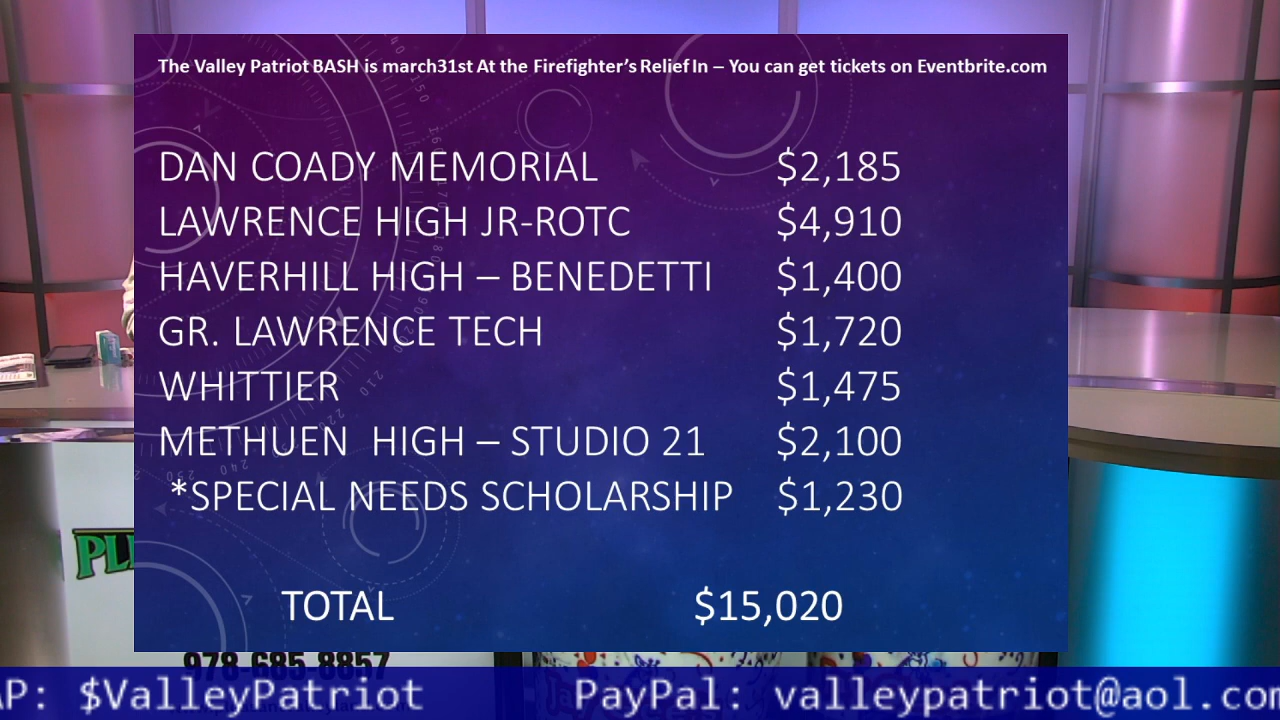 The Valley Patriot BASH is march31st At the Firefighter's Relief In – You can get tickets on Eventbrite.com
DAN COADY MEMORIAL $2,185
LAWRENCE HIGH JR-ROTC $4,910
HAVERHILL HIGH – BENEDETTI $1,400
GR. LAWRENCE TECH $1,720
WHITTIER $1,475
METHUEN HIGH – STUDIO 21 $2,100
*SPECIAL NEEDS SCHOLARSHIP $1,230
TOTAL $15,020
978-685-8857
AP: $ValleyPatriot PayPal: valleypatriot@aol.com